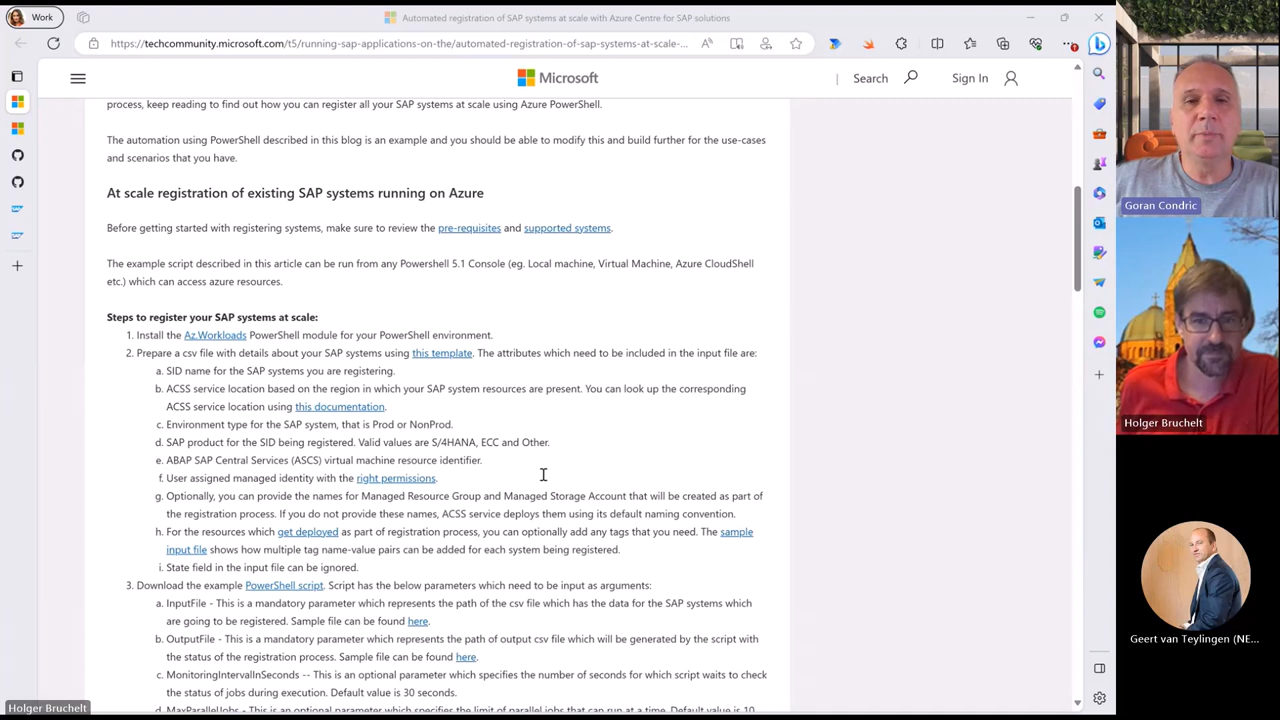 Work
Automated registration of SAP systems at scale with Azure Centre for SAP solutions
https://techcommunity.microsoft.com/t5/running-sap-applications-on-the/automated-registration-of-sap-systems-at-scale-...
Microsoft
Search
Sign In
process, keep reading to find out how you can register all your SAP systems at scale using Azure PowerShell.
The automation using PowerShell described in this blog is an example and you should be able to modify this and build further for the use-cases
and scenarios that you have.
At scale registration of existing SAP systems running on Azure
Before getting started with registering systems, make sure to review the pre-requisites and supported systems.
The example script described in this article can be run from any Powershell 5.1 Console (eg. Local machine, Virtual Machine, Azure CloudShell
etc.) which can access azure resources.
Steps to register your SAP systems at scale:
1. Install the Az.Workloads PowerShell module for your PowerShell environment.
2. Prepare a csv file with details about your SAP systems using this template. The attributes which need to be included in the input file are:
a. SID name for the SAP systems you are registering.
b. ACSS service location based on the region in which your SAP system resources are present. You can look up the corresponding
ACSS service location using this documentation.
c. Environment type for the SAP system, that is Prod or NonProd.
d. SAP product for the SID being registered. Valid values are S/4HANA, ECC and Other.
e. ABAP SAP Central Services (ASCS) virtual machine resource identifier.
f. User assigned managed identity with the right permissions.
g. Optionally, you can provide the names for Managed Resource Group and Managed Storage Account that will be created as part of
the registration process. If you do not provide these names, ACSS service deploys them using its default naming convention.
h. For the resources which get deployed as part of registration process, you can optionally add any tags that you need. The sample
input file shows how multiple tag name-value pairs can be added for each system being registered.
i. State field in the input file can be ignored.
3. Download the example PowerShell script. Script has the below parameters which need to be input as arguments:
a. InputFile - This is a mandatory parameter which represents the path of the csv file which has the data for the SAP systems which
are going to be registered. Sample file can be found here.
b. OutputFile - This is a mandatory parameter which represents the path of output csv file which will be generated by the script with
the status of the registration process. Sample file can be found here.
c. MonitoringIntervalInSeconds -- This is an optional parameter which specifies the number of seconds for which script waits to check
the status of jobs during execution. Default value is 30 seconds.
d. MaxParallelJobs - This is an optional parameter which specifies the limit of parallel jobs that can run at a time. Default value is 10
Goran Condric
Holger Bruchelt
Geert van Teylingen (NE...
Holger Bruchelt